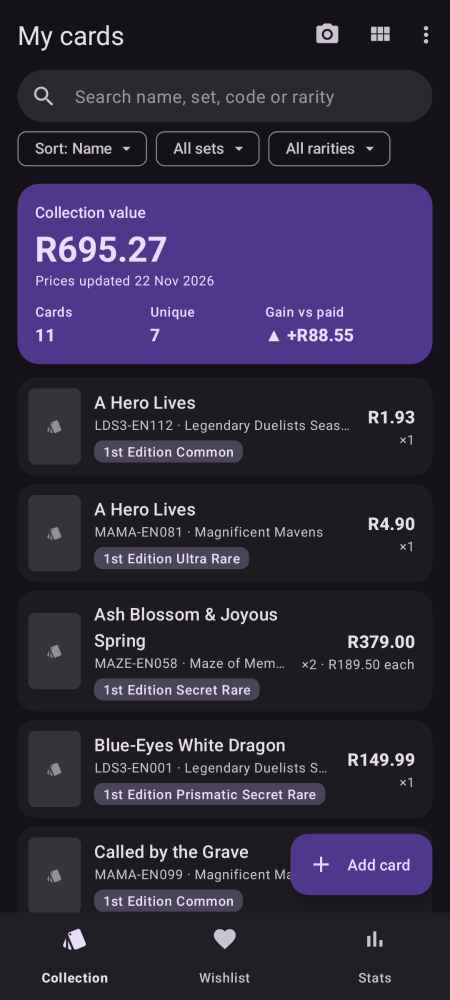 My cards
Search name, set, code or rarity
Sort: Name
All sets
All rarities
Collection value
R695.27
Prices updated 22 Nov 2026
Cards
Unique
Gain vs paid
11
7
▲ +R88.55
A Hero Lives
LDS3-EN112 · Legendary Duelists Seas…
R1.93
×1
1st Edition Common
A Hero Lives
MAMA-EN081 · Magnificent Mavens
R4.90
×1
1st Edition Ultra Rare
Ash Blossom & Joyous
Spring
MAZE-EN058 · Maze of Mem…
R379.00
×2 · R189.50 each
1st Edition Secret Rare
Blue-Eyes White Dragon
LDS3-EN001 · Legendary Duelists S…
R149.99
×1
1st Edition Prismatic Secret Rare
Called by the Grave
MAMA-EN099 · Magnificent Ma
1st Edition Common
Add card
Collection
Wishlist
Stats